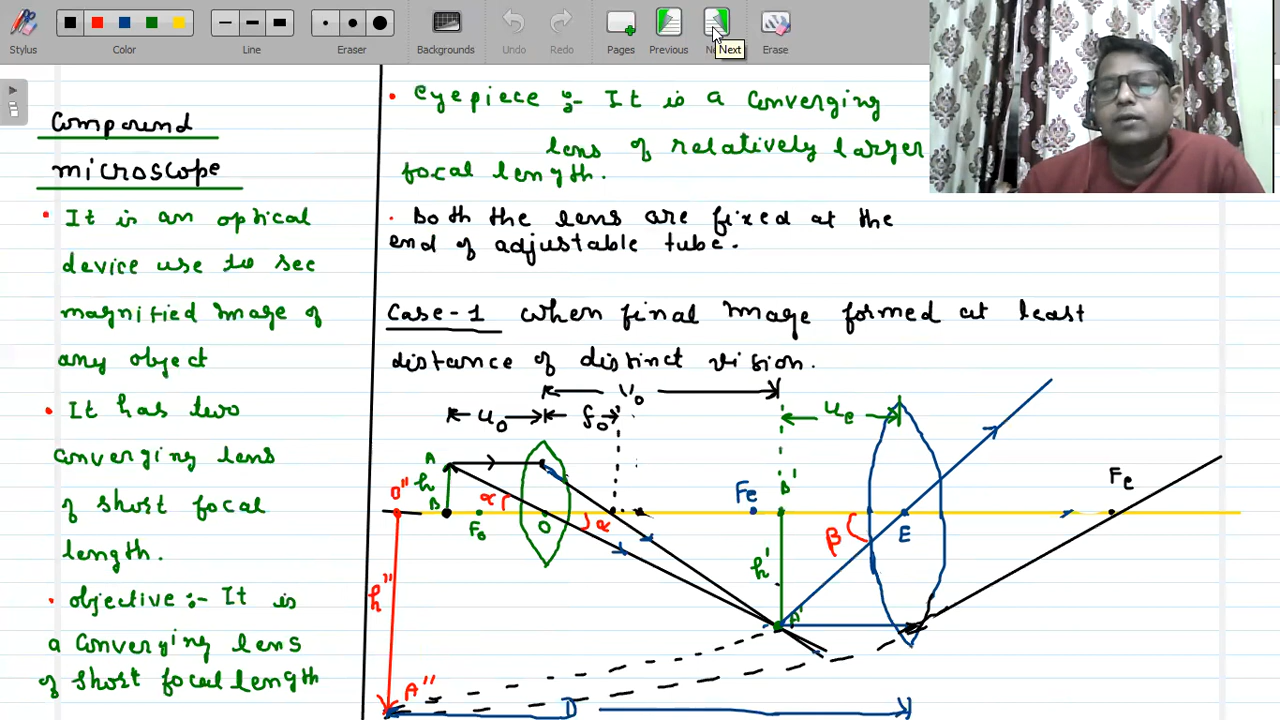 Stylus
Color
Line
Eraser
Backgrounds
Undo
Redo
Pages
Previous
Next
Erase
Compound
microscope
• It is an optical
device use to see
magnified Image of
any object
• It has two
converging lens
of short focal
length.
• objective :- It is
a converging lens
of short focal length
• eyepiece :- It is a converging
lens of relatively larger
focal length.
• Both the lens are fixed at the
end of adjustable tube.
Case-1 when final Image formed at least
distance of distinct vision.
v₀
u₀ f₀ uₑ
A
h
O'' B F₀ α O α Fₑ B' E Fₑ
β
h'' h'
A'
A''
D